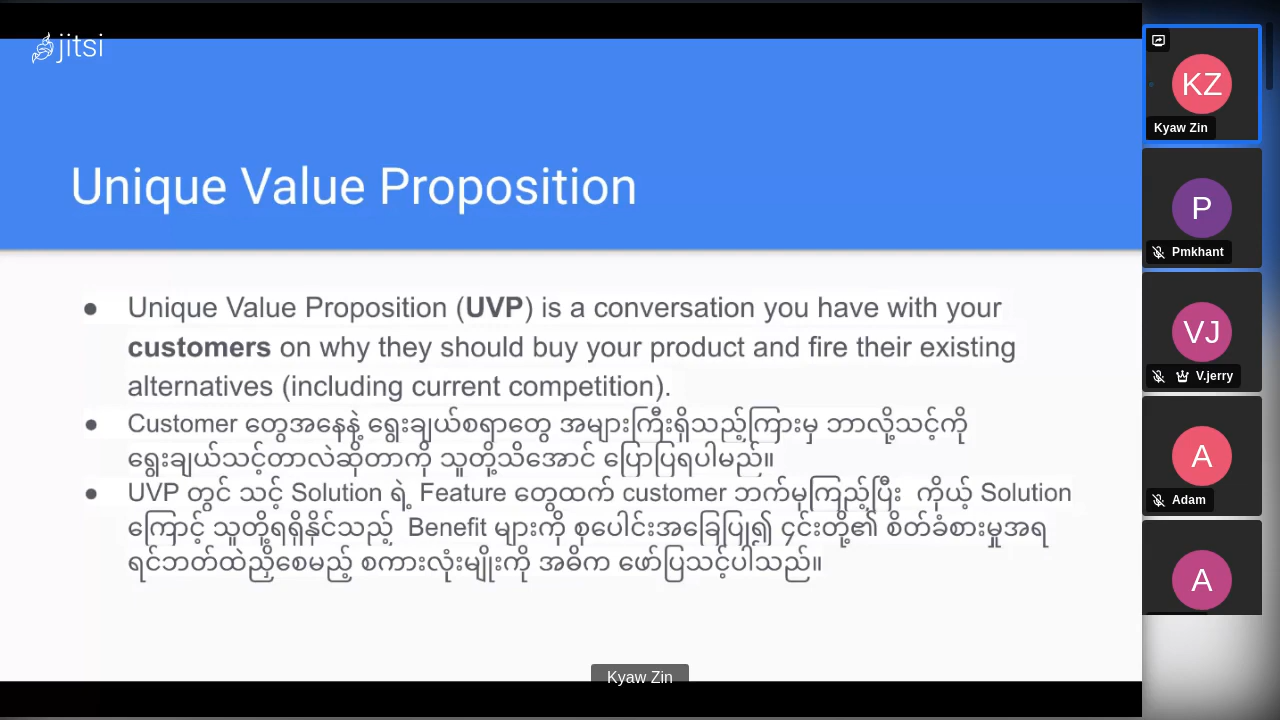 jitsi
Unique Value Proposition
● Unique Value Proposition (UVP) is a conversation you have with your
customers on why they should buy your product and fire their existing
alternatives (including current competition).
● Customer တွေအနေနဲ့ ရွေးချယ်စရာတွေ အများကြီးရှိသည့်ကြားမှ ဘာလို့သင့်ကို
ရွေးချယ်သင့်တာလဲဆိုတာကို သူတို့သိအောင် ပြောပြရပါမည်။
● UVP တွင် သင့် Solution ရဲ့ Feature တွေထက် customer ဘက်မှကြည့်ပြီး ကိုယ့် Solution
ကြောင့် သူတို့ရရှိနိုင်သည့် Benefit များကို စုပေါင်းအခြေပြု၍ ၄င်းတို့၏ စိတ်ခံစားမှုအရ
ရင်ဘတ်ထဲညှိစေမည့် စကားလုံးမျိုးကို အဓိက ဖော်ပြသင့်ပါသည်။
Kyaw Zin
KZ
Kyaw Zin
P
Pmkhant
VJ
V.jerry
A
Adam
A